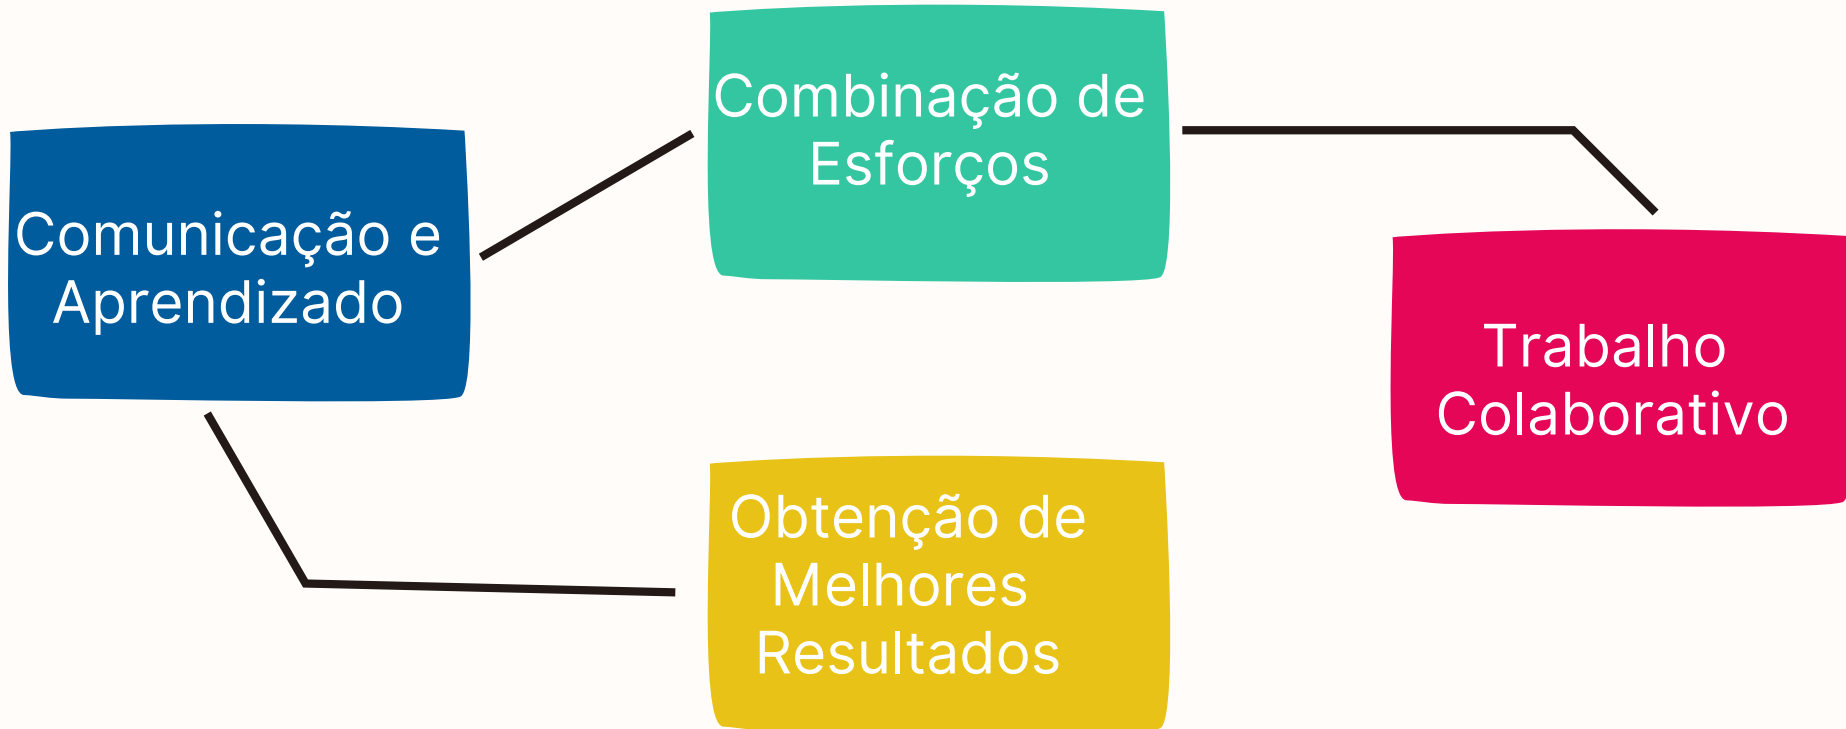 Combinação de
Esforços
Comunicação e
Aprendizado
Trabalho
Colaborativo
Obtenção de
Melhores
Resultados